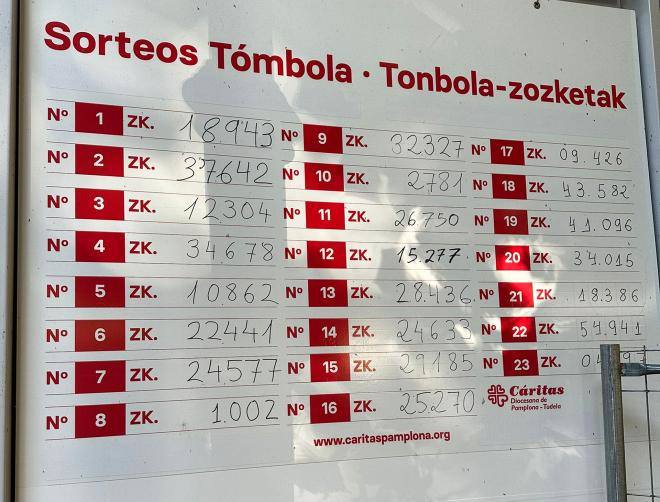 Sorteos Tómbola · Tonbola-zozketak
Nº 1 ZK. 18943
Nº 2 ZK. 37642
Nº 3 ZK. 12304
Nº 4 ZK. 34678
Nº 5 ZK. 10862
Nº 6 ZK. 22441
Nº 7 ZK. 24577
Nº 8 ZK. 1.002
Nº 9 ZK. 32327
Nº 10 ZK. 2781
Nº 11 ZK. 26.750
Nº 12 ZK. 15.277
Nº 13 ZK. 28.436
Nº 14 ZK. 24633
Nº 15 ZK. 29185
Nº 16 ZK. 25270
Nº 17 ZK. 09.426
Nº 18 ZK. 43.582
Nº 19 ZK. 41.096
Nº 20 ZK. 34.015
Nº 21 ZK. 18.386
Nº 22 ZK. 54.941
Nº 23 ZK.
Cáritas
Diocesana de
Pamplona - Tudela
www.caritaspamplona.org